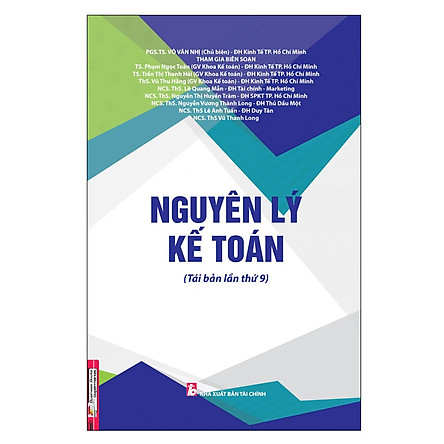 PGS.TS. VÕ VĂN NHỊ (Chủ biên) - ĐH Kinh Tế TP. Hồ Chí Minh
THAM GIA BIÊN SOẠN
TS. Phạm Ngọc Toàn (GV Khoa Kế toán) - ĐH Kinh Tế TP. Hồ Chí Minh
TS. Trần Thị Thanh Hải (GV Khoa Kế toán) - ĐH Kinh Tế TP. Hồ Chí Minh
ThS. Vũ Thu Hằng (GV Khoa Kế toán) - ĐH Kinh Tế TP. Hồ Chí Minh
NCS. ThS. Lê Quang Mẫn - ĐH Tài chính - Marketing
NCS. ThS. Nguyễn Thị Huyền Trâm - ĐH SPKT TP. Hồ Chí Minh
NCS. ThS. Nguyễn Vương Thành Long - ĐH Thủ Dầu Một
NCS. ThS Lê Anh Tuấn - ĐH Duy Tân
NCS. ThS Vũ Thanh Long
NGUYÊN LÝ
KẾ TOÁN
(Tái bản lần thứ 9)
NHÀ XUẤT BẢN TÀI CHÍNH